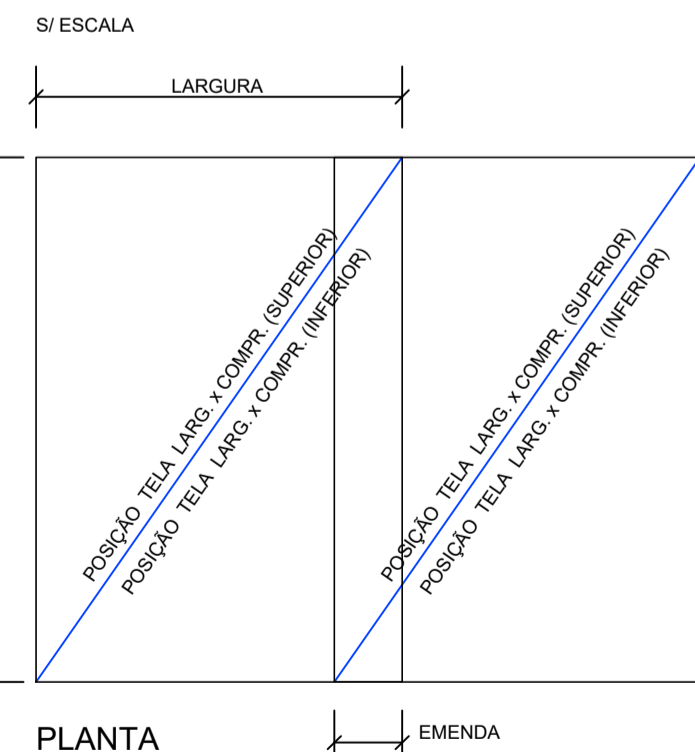 S/ ESCALA
LARGURA
POSIÇÃO TELA LARG. x COMPR. (SUPERIOR)
POSIÇÃO TELA LARG. x COMPR. (INFERIOR)
POSIÇÃO TELA LARG. x COMPR. (SUPERIOR)
POSIÇÃO TELA LARG. x COMPR. (INFERIOR)
PLANTA
EMENDA